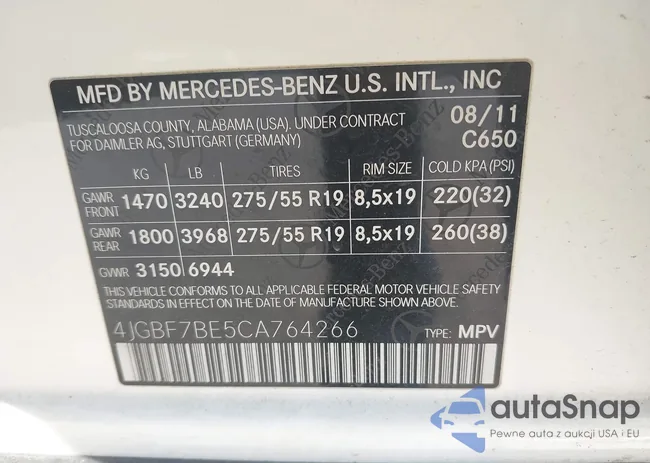 MFD BY MERCEDES-BENZ U.S. INTL., INC
TUSCALOOSA COUNTY, ALABAMA (USA). UNDER CONTRACT 08/11
FOR DAIMLER AG, STUTTGART (GERMANY) C650
KG LB TIRES RIM SIZE COLD KPA (PSI)
GAWR FRONT 1470 3240 275/55 R19 8,5x19 220(32)
GAWR REAR 1800 3968 275/55 R19 8,5x19 260(38)
GVWR 3150 6944
THIS VEHICLE CONFORMS TO ALL APPLICABLE FEDERAL MOTOR VEHICLE SAFETY
AND THEFT PREVENTION STANDARDS IN EFFECT ON THE DATE OF MANUFACTURE SHOWN ABOVE.
4JGBF7BE5CA764266 TYPE: MPV
autoSnap
Pewne auta z aukcji USA i EU